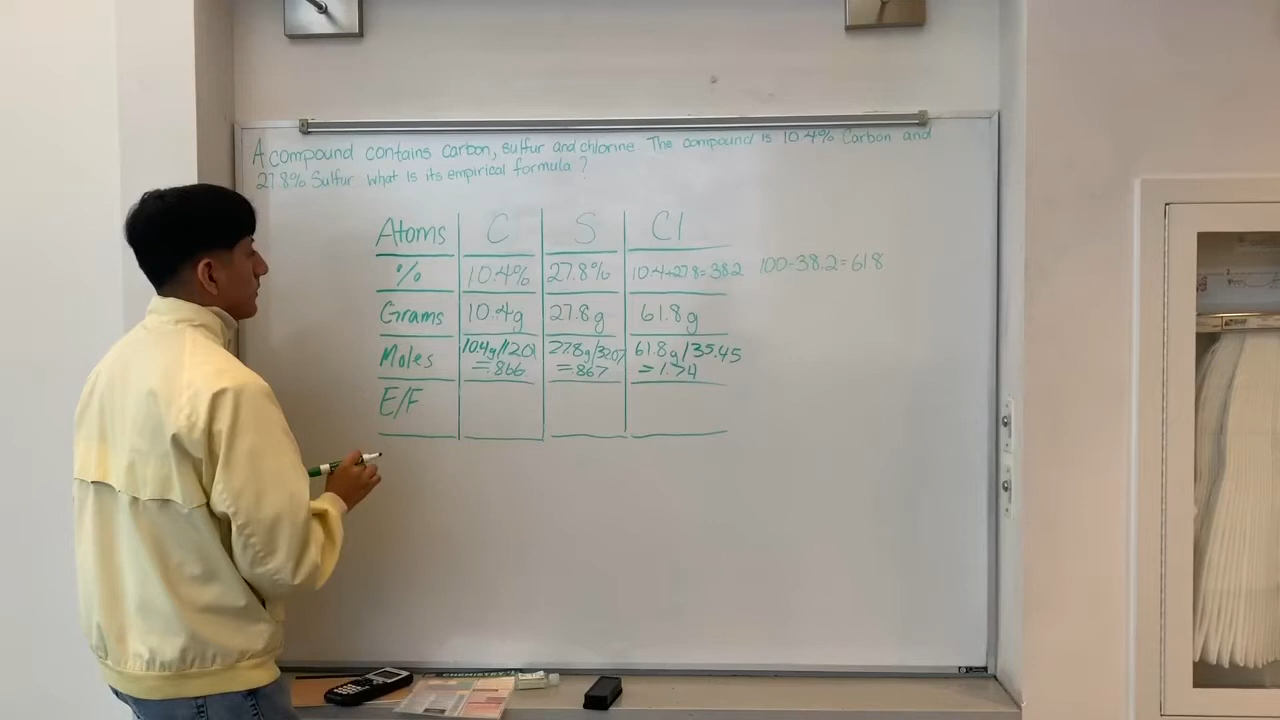 A compound contains carbon, sulfur and chlorine. The compound is 10.4% Carbon and
27.8% Sulfur. what is its empirical formula?
Atoms C S Cl
% 10.4% 27.8% 10.4+27.8=38.2 100-38.2=61.8
Grams 10.4g 27.8g 61.8g
Moles 10.4g/12.01 27.8g/32.07 61.8g/35.45
=.866 =.867 =1.74
E/F
CHEMISTRY